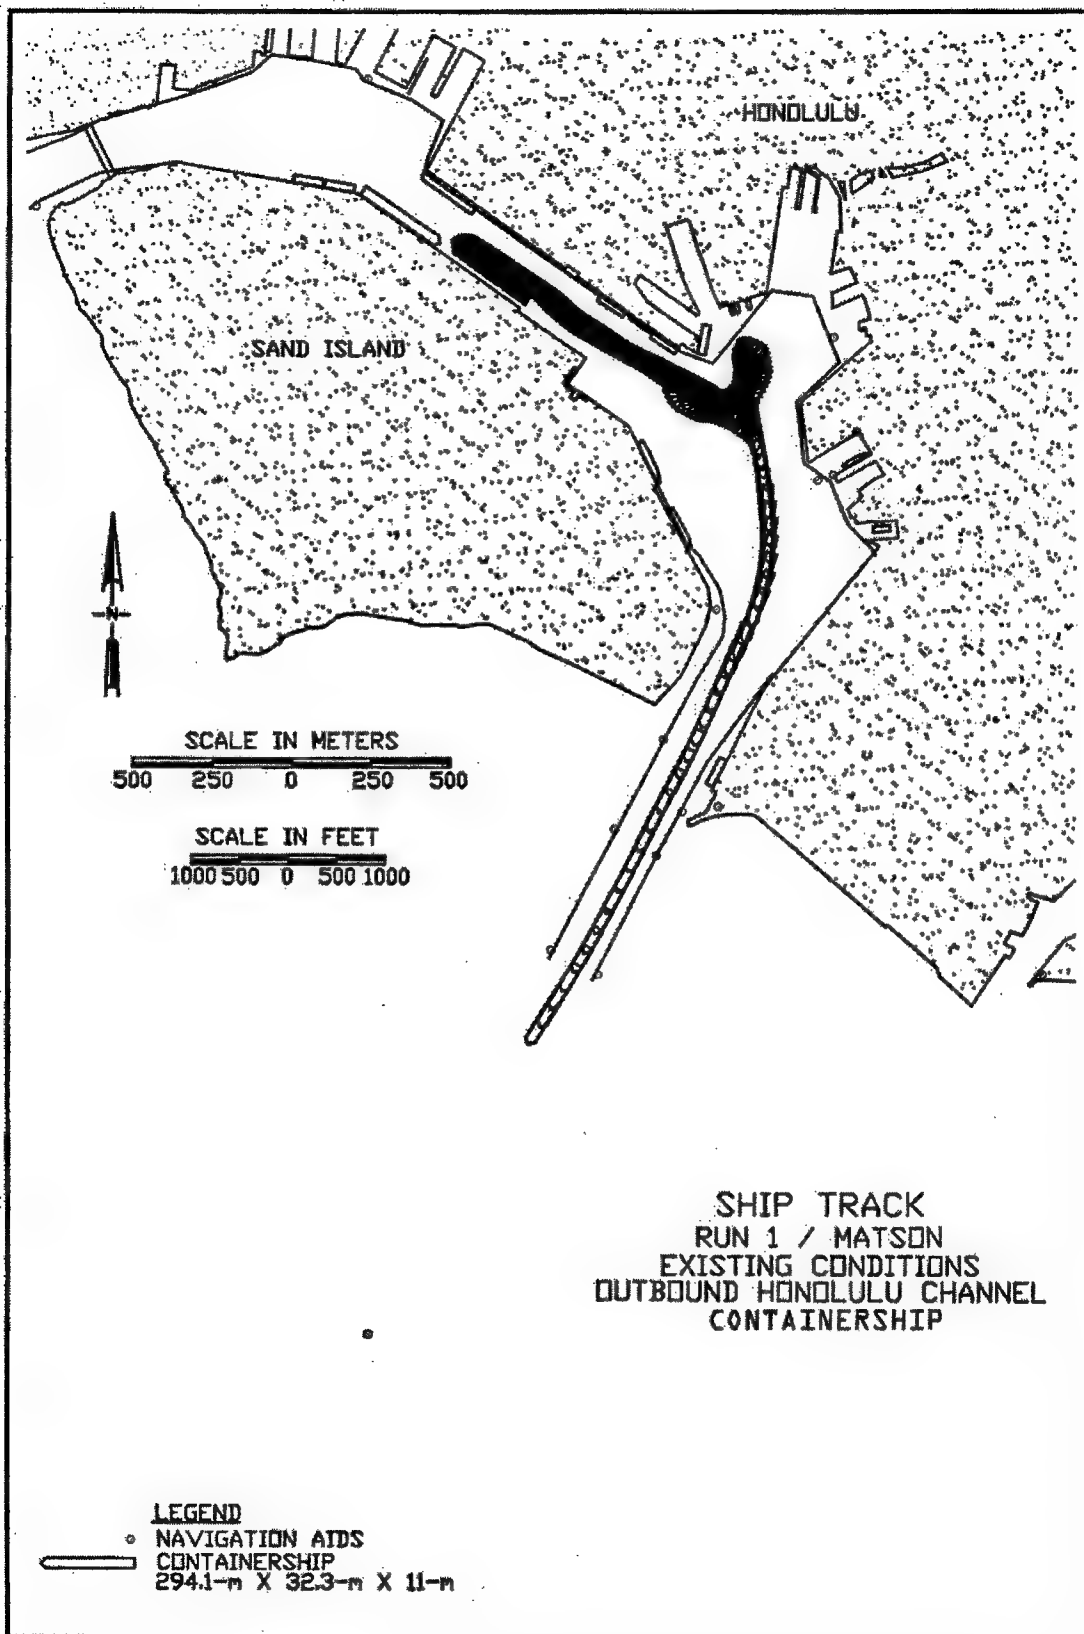 HONOLULU
SAND ISLAND
N
SCALE IN METERS
500 250 0 250 500
SCALE IN FEET
1000 500 0 500 1000
SHIP TRACK
RUN 1 / MATSON
EXISTING CONDITIONS
OUTBOUND HONOLULU CHANNEL
CONTAINERSHIP
LEGEND
NAVIGATION AIDS
CONTAINERSHIP
294.1-m X 32.3-m X 11-m